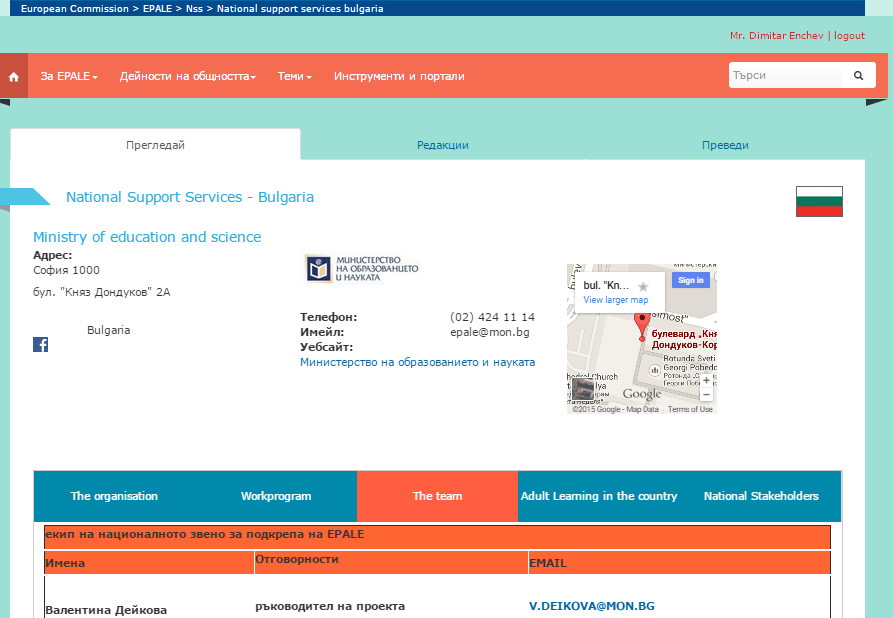 European Commission > EPALE > Nss > National support services bulgaria
Mr. Dimitar Enchev | logout
За EPALE
Дейности на общността
Теми
Инструменти и портали
Търси
Прегледай
Редакции
Преведи
National Support Services - Bulgaria
Ministry of education and science
Адрес:
София 1000
бул. "Княз Дондуков" 2А
Bulgaria
МИНИСТЕРСТВО
НА ОБРАЗОВАНИЕТО
И НАУКАТА
Телефон: (02) 424 11 14
Имейл: epale@mon.bg
Уебсайт:
Министерство на образованието и науката
bul. "Kn...
View larger map
Sign in
булевард „Кня
Дондуков-Кор
Rotunda Sveti
Georgi Pobedo
Google
©2015 Google - Map Data Terms of Use
The organisation
Workprogram
The team
Adult Learning in the country
National Stakeholders
екип на националното звено за подкрепа на EPALE
Имена Отговорности EMAIL
Валентина Дейкова ръководител на проекта V.DEIKOVA@MON.BG